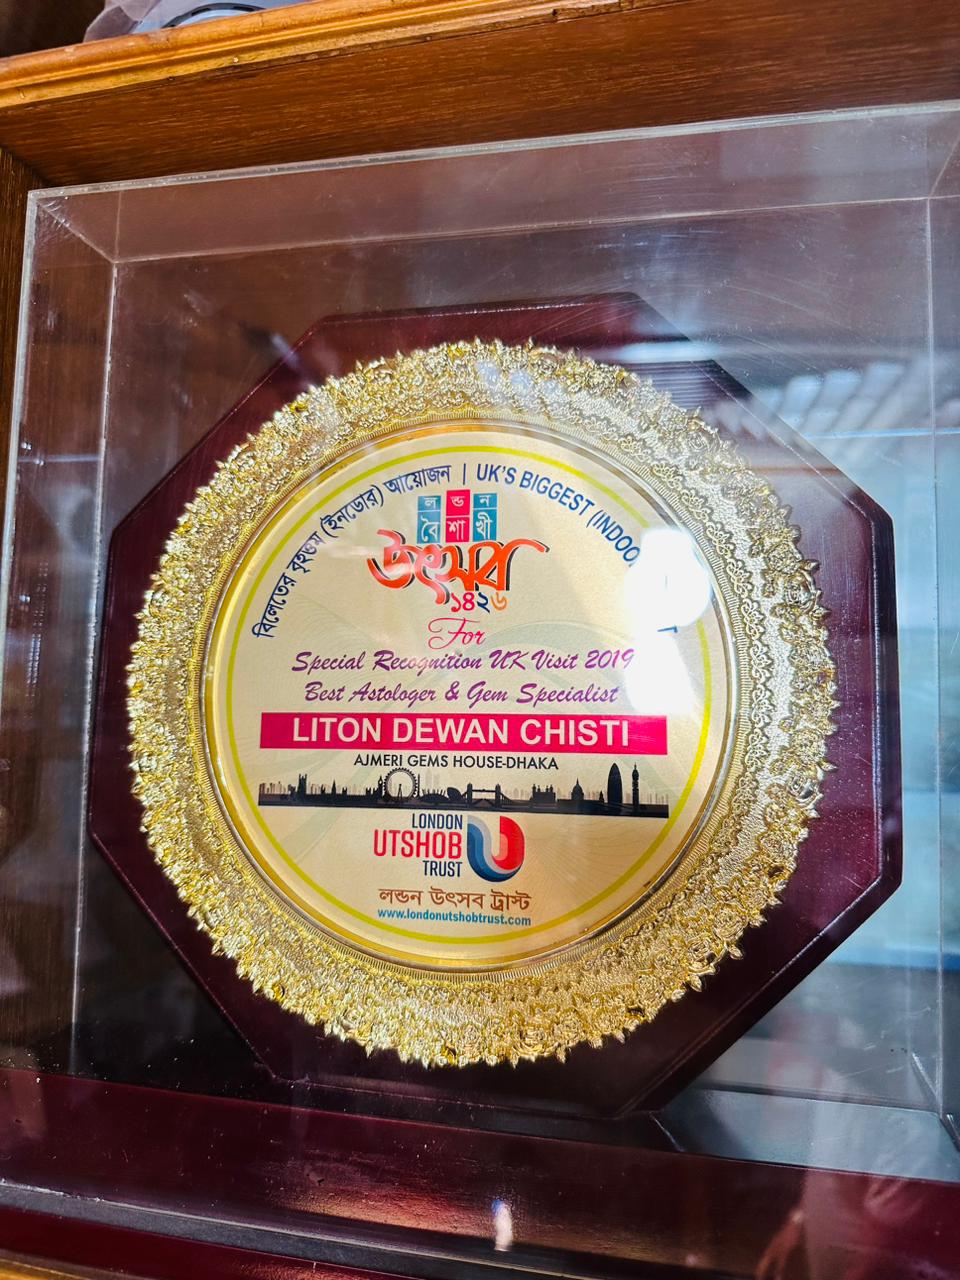 বিলেতের বৃহত্তম (ইনডোর) আয়োজন | UK'S BIGGEST (INDOO
লন্ডন
বৈশাখী
উৎসব
১৪২৬
For
Special Recognition UK Visit 2019
Best Astologer & Gem Specialist
LITON DEWAN CHISTI
AJMERI GEMS HOUSE-DHAKA
LONDON
UTSHOB
TRUST
লন্ডন উৎসব ট্রাস্ট
www.londonutshobtrust.com